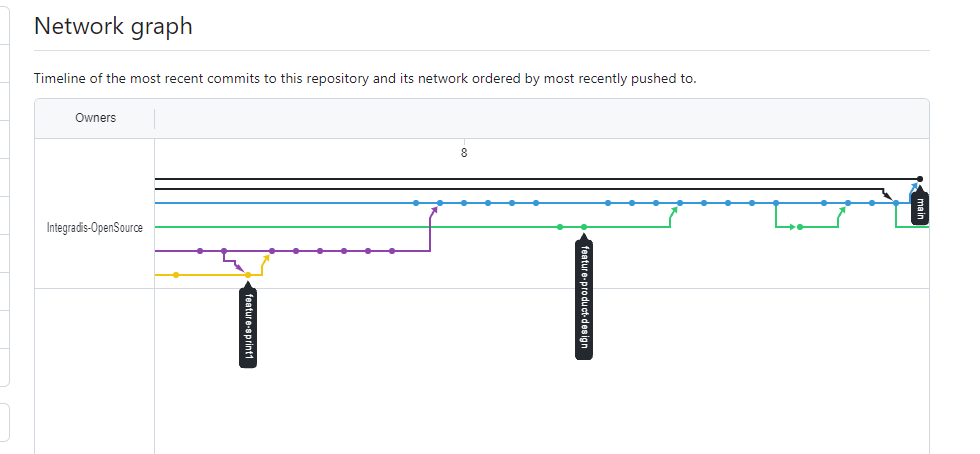 Network graph
Timeline of the most recent commits to this repository and its network ordered by most recently pushed to.
Owners
8
Integradis-OpenSource
main
feature-product-design
feature-sprint1